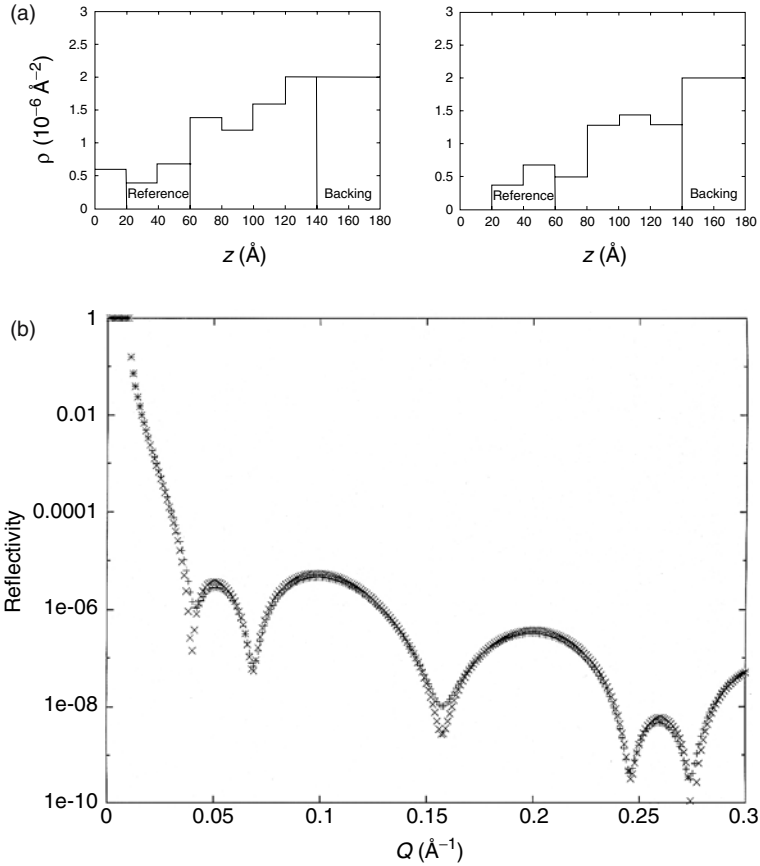 (a)
3
2.5
2
1.5
1
0.5
0
ρ (10⁻⁶ Å⁻²)
Reference
Backing
0 20 40 60 80 100 120 140 160 180
z (Å)
3
2.5
2
1.5
1
0.5
0
Reference
Backing
0 20 40 60 80 100 120 140 160 180
z (Å)
(b)
1
0.01
0.0001
1e-06
1e-08
1e-10
Reflectivity
0 0.05 0.1 0.15 0.2 0.25 0.3
Q (Å⁻¹)